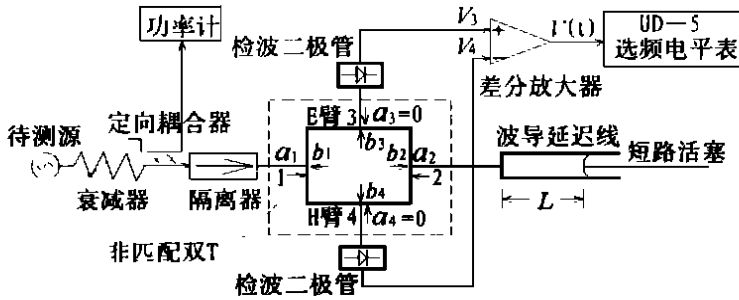 功率计
检波二极管
V3
V4
V(t)
UD—5
选频电平表
差分放大器
定向耦合器
待测源
衰减器
隔离器
E臂 3
a3=0
b3
a1
b1
1
b2
a2
2
b4
H臂 4
a4=0
波导延迟线
短路活塞
L
非匹配双T
检波二极管